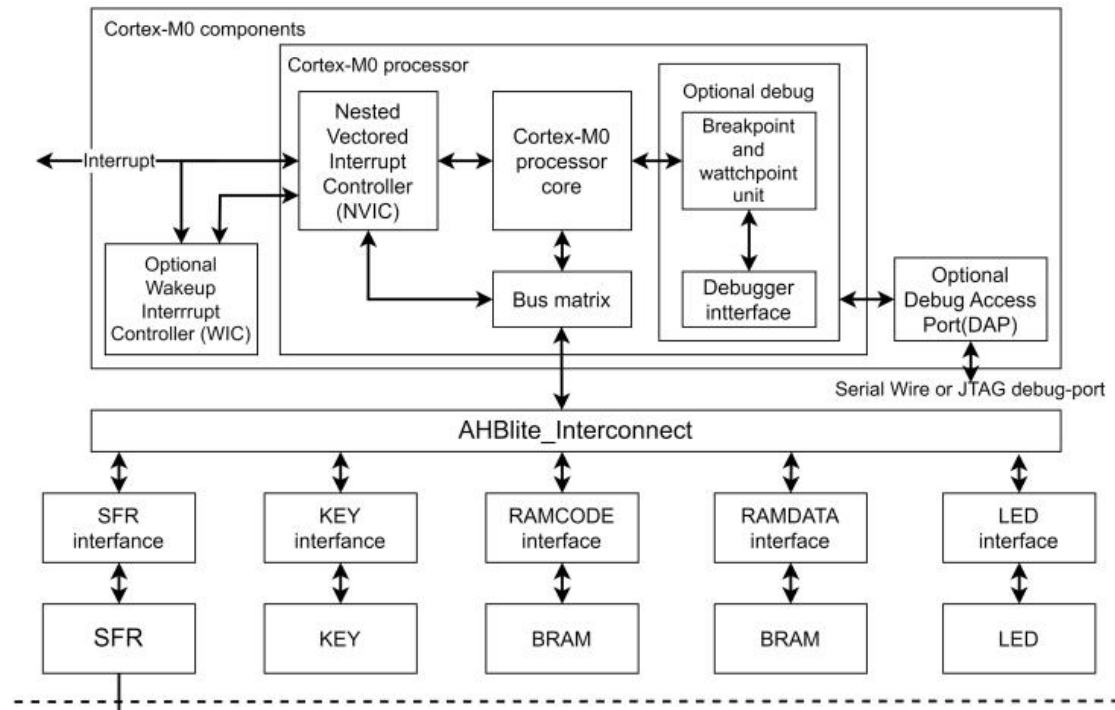 Cortex-M0 components
Cortex-M0 processor
Optional debug
Nested
Vectored
Interrupt
Controller
(NVIC)
Cortex-M0
processor
core
Breakpoint
and
wattchpoint
unit
Interrupt
Optional
Wakeup
Interrrupt
Controller (WIC)
Bus matrix
Debugger
intterface
Optional
Debug Access
Port(DAP)
Serial Wire or JTAG debug-port
AHBlite_Interconnect
SFR
interfance
KEY
interfance
RAMCODE
interface
RAMDATA
interface
LED
interface
SFR
KEY
BRAM
BRAM
LED